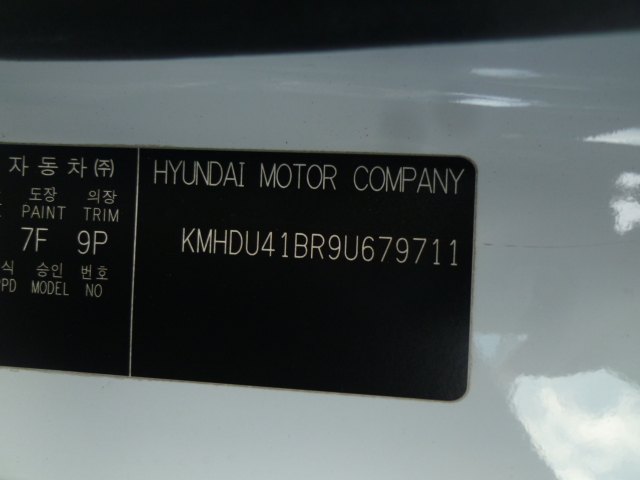 자동차㈜
도장 의장
PAINT TRIM
7F 9P
식 승인 번호
PD MODEL NO
HYUNDAI MOTOR COMPANY
KMHDU41BR9U679711